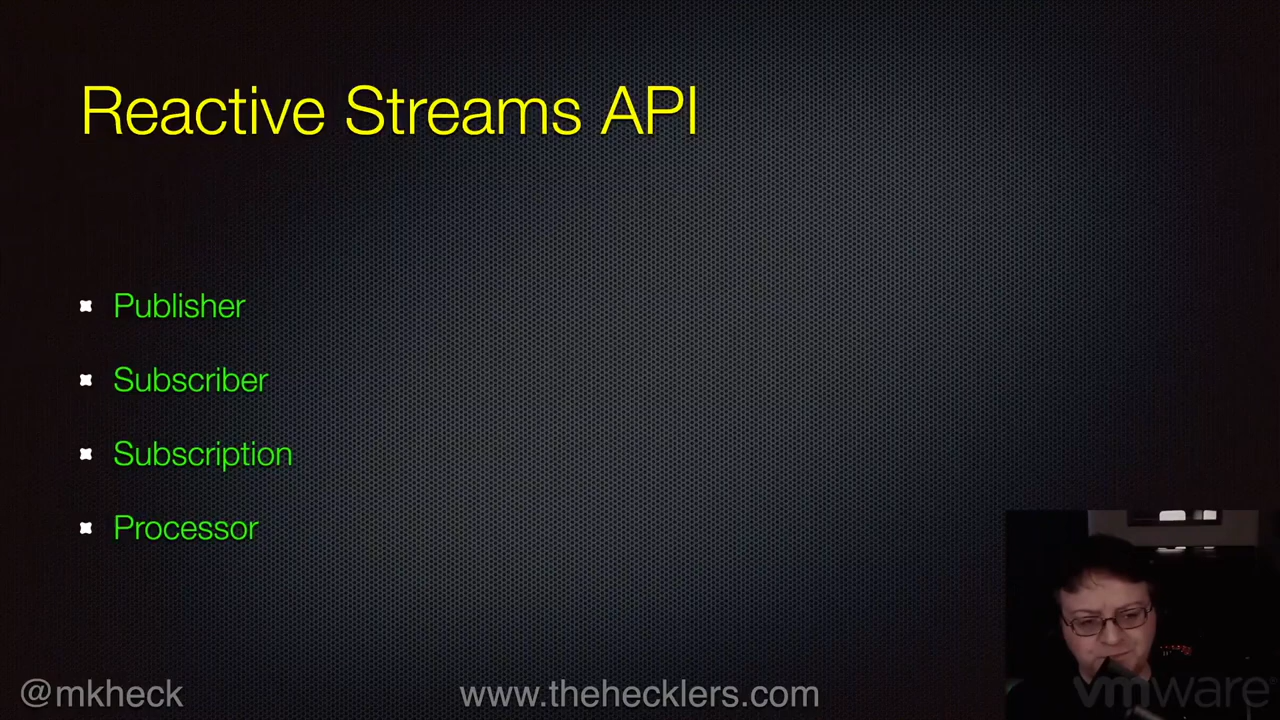 Reactive Streams API
Publisher
Subscriber
Subscription
Processor
@mkheck
www.thehecklers.com
vmware